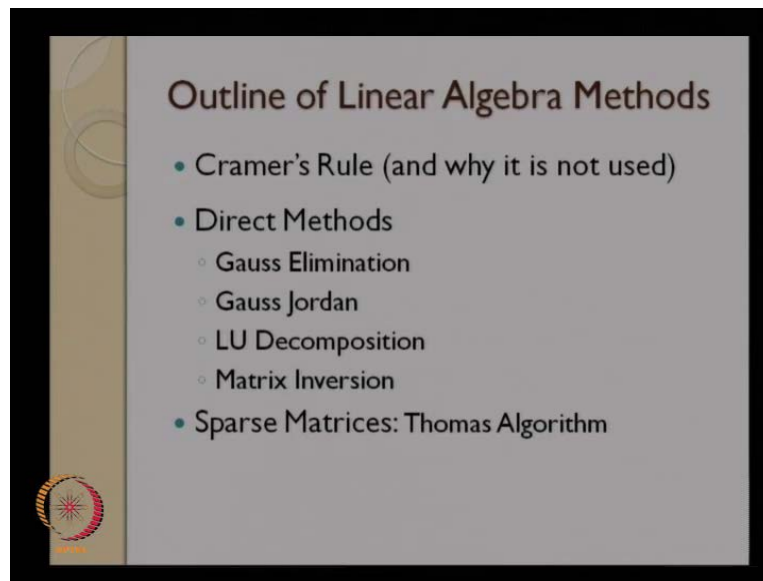 Outline of Linear Algebra Methods
• Cramer's Rule (and why it is not used)
• Direct Methods
◦ Gauss Elimination
◦ Gauss Jordan
◦ LU Decomposition
◦ Matrix Inversion
• Sparse Matrices: Thomas Algorithm